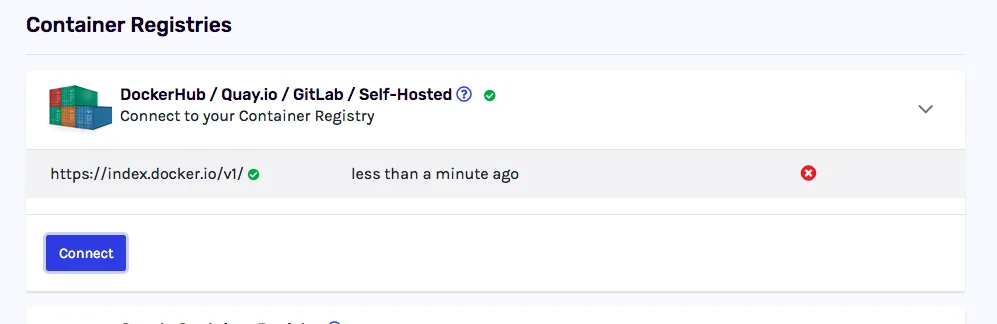 Container Registries
DockerHub / Quay.io / GitLab / Self-Hosted
Connect to your Container Registry
https://index.docker.io/v1/ less than a minute ago
Connect